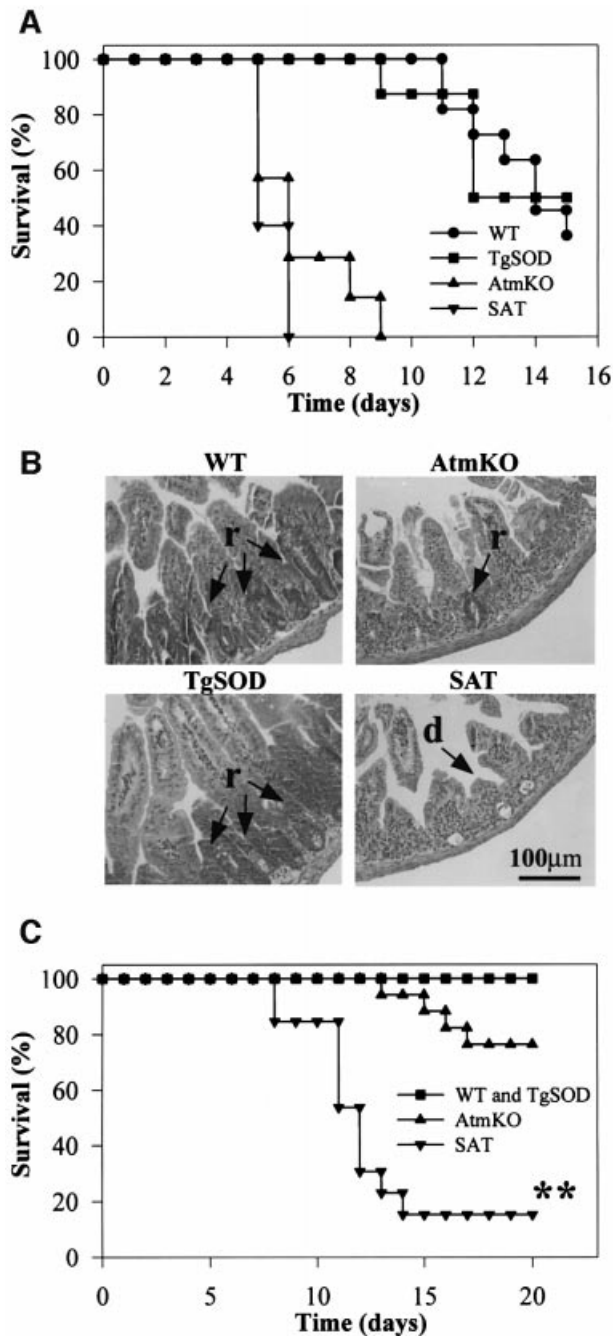 A
100
80
60
40
20
0
Survival (%)
WT
TgSOD
AtmKO
SAT
0 2 4 6 8 10 12 14 16
Time (days)
B
WT AtmKO
r r
TgSOD SAT
r d
100µm
C
100
80
60
40
20
0
Survival (%)
WT and TgSOD
AtmKO
SAT
**
0 5 10 15 20
Time (days)